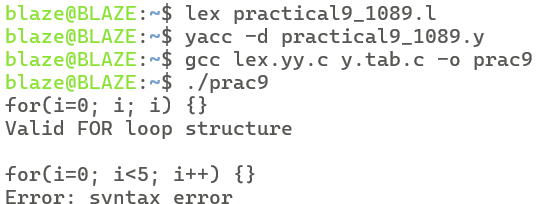 blaze@BLAZE:~$ lex practical9_1089.l
blaze@BLAZE:~$ yacc -d practical9_1089.y
blaze@BLAZE:~$ gcc lex.yy.c y.tab.c -o prac9
blaze@BLAZE:~$ ./prac9
for(i=0; i; i) {}
Valid FOR loop structure
for(i=0; i<5; i++) {}
Error: syntax error